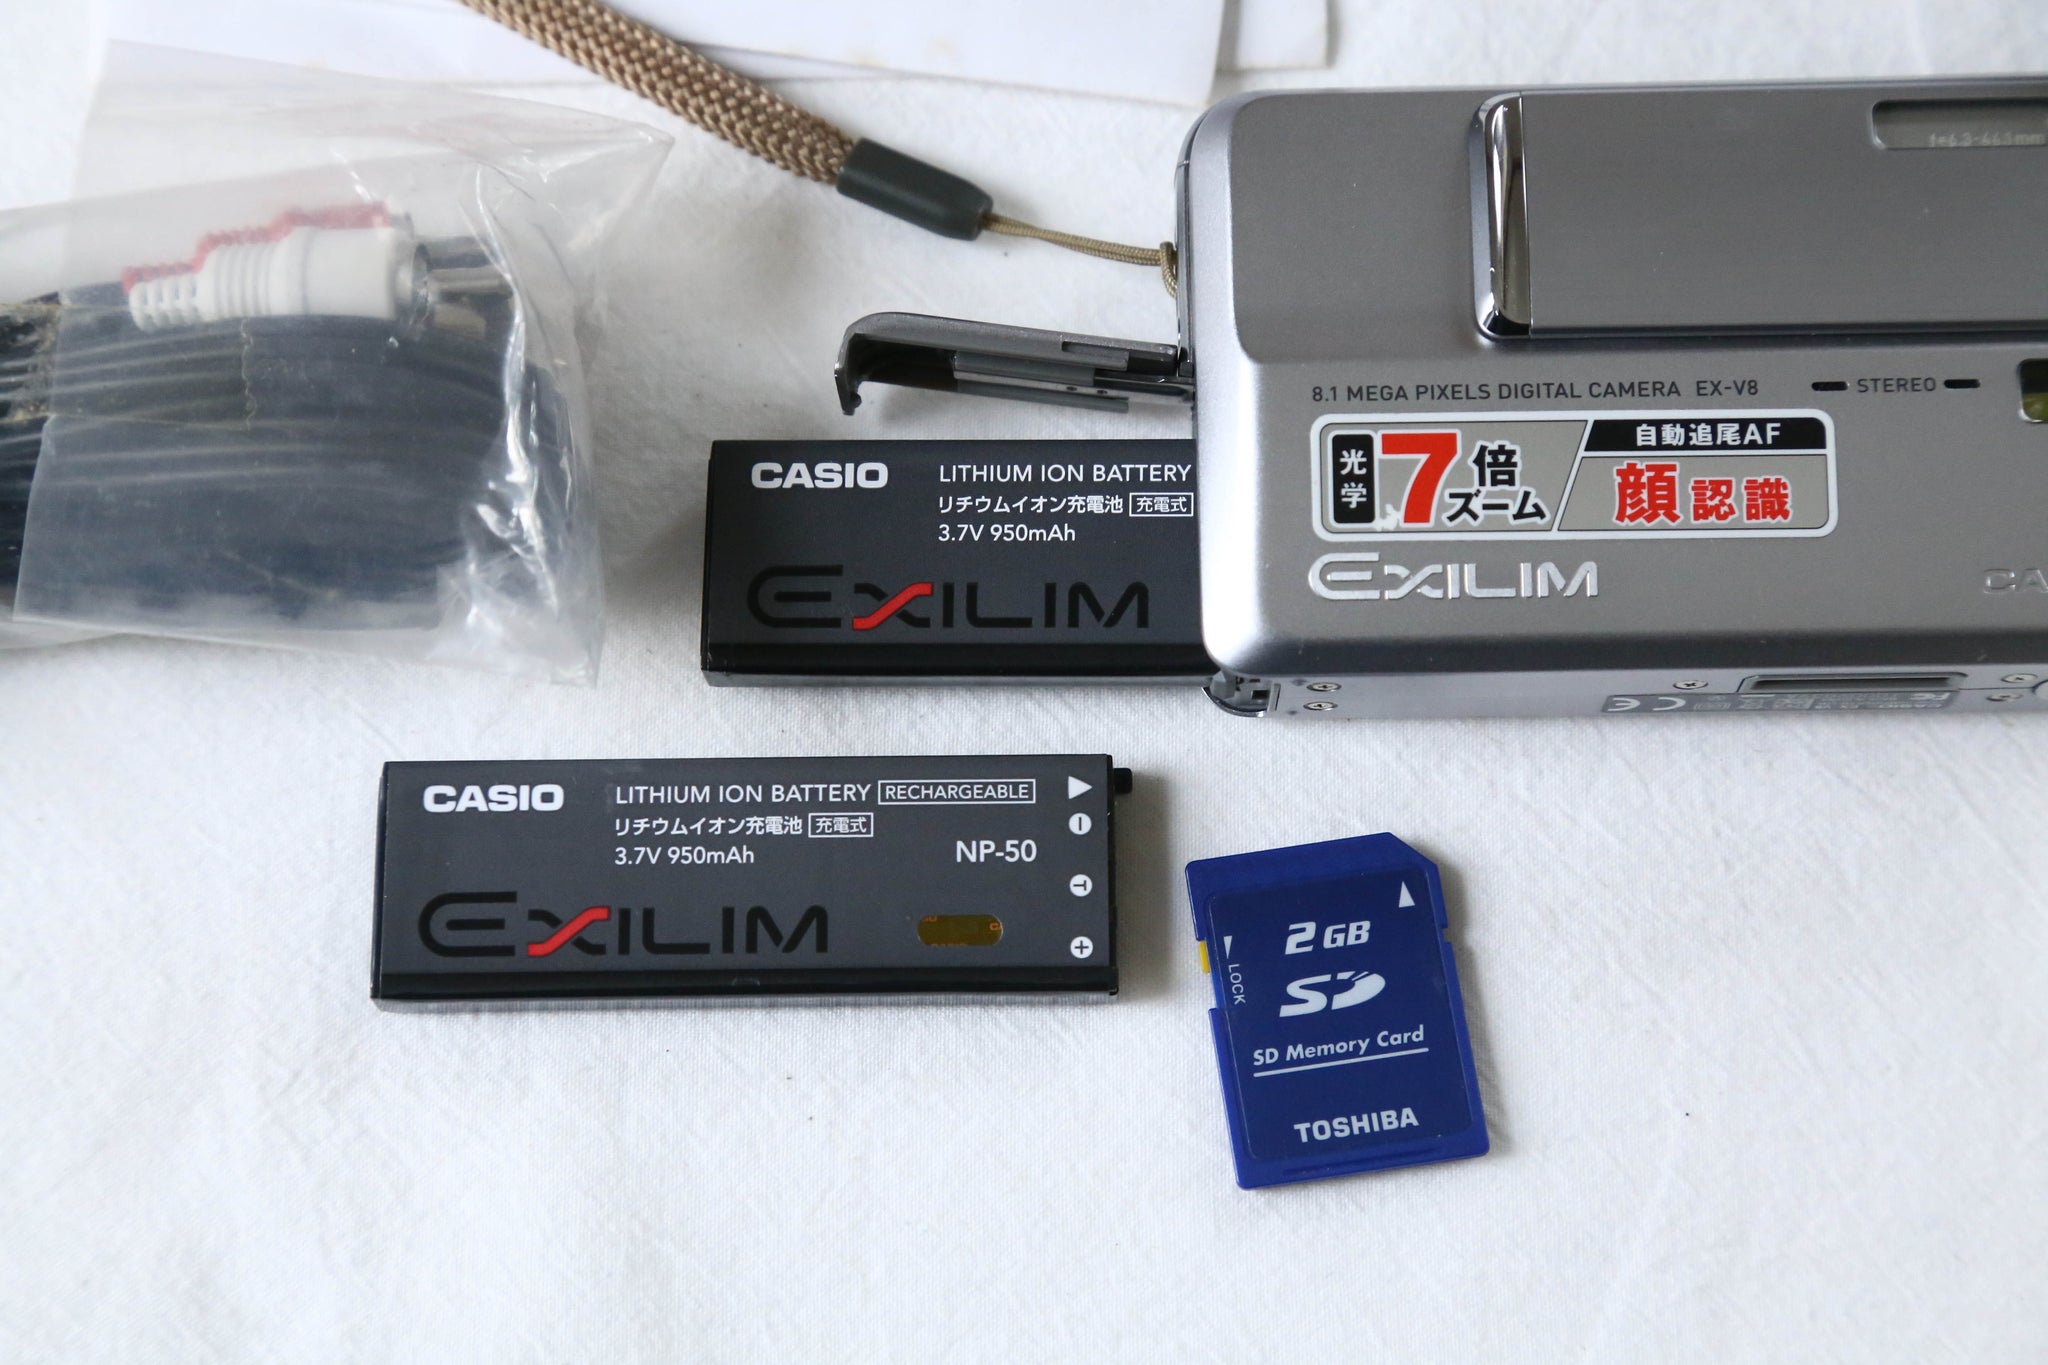 f=6.3-44.1mm
8.1 MEGA PIXELS DIGITAL CAMERA EX-V8
STEREO
光学 7倍ズーム
自動追尾AF
顔認識
EXILIM
CASIO
LITHIUM ION BATTERY
リチウムイオン充電池 充電式
3.7V 950mAh
EXILIM
CASIO
LITHIUM ION BATTERY RECHARGEABLE
リチウムイオン充電池 充電式
3.7V 950mAh
NP-50
EXILIM
T
2GB
SD
LOCK
SD Memory Card
TOSHIBA